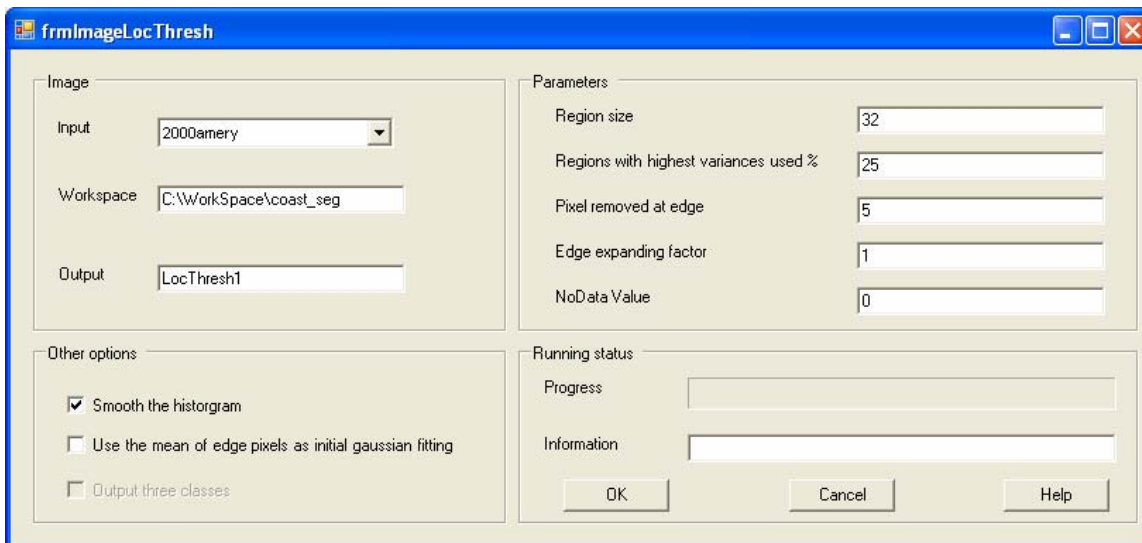 frmImageLocThresh
Image
Input
2000amery
Workspace
C:\WorkSpace\coast_seg
Output
LocThresh1
Parameters
Region size
32
Regions with highest variances used %
25
Pixel removed at edge
5
Edge expanding factor
1
NoData Value
0
Other options
Smooth the historgram
Use the mean of edge pixels as initial gaussian fitting
Output three classes
Running status
Progress
Information
OK
Cancel
Help